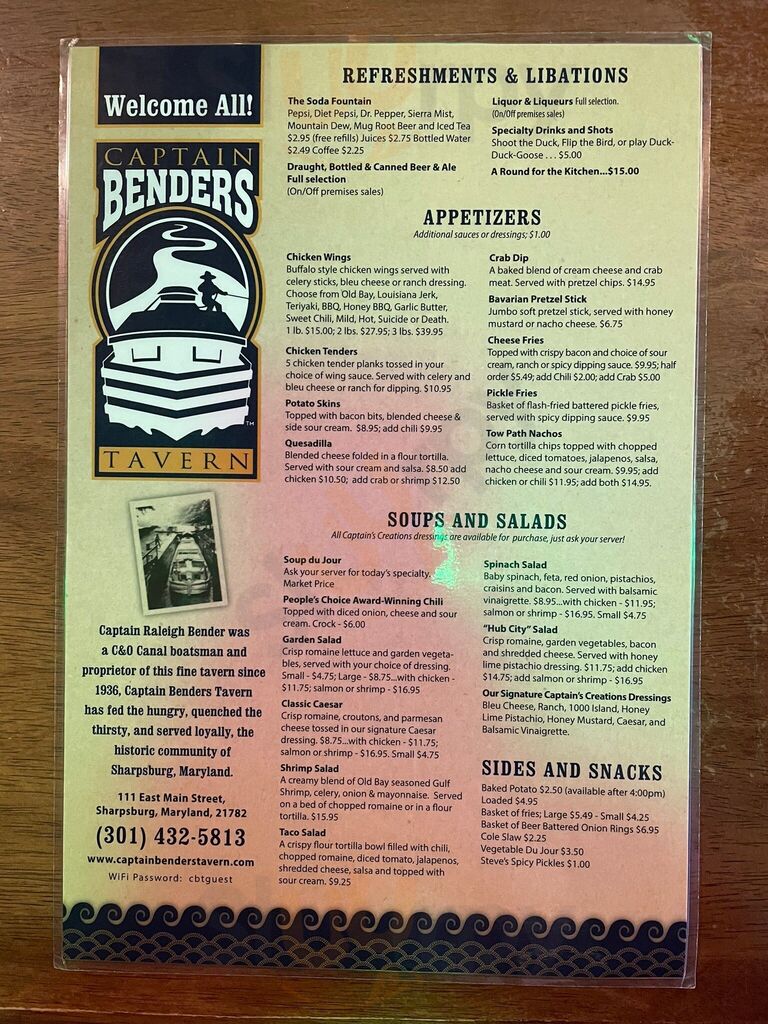 Welcome All!
CAPTAIN
BENDERS
TM
TAVERN
Captain Raleigh Bender was
a C&O Canal boatsman and
proprietor of this fine tavern since
1936, Captain Benders Tavern
has fed the hungry, quenched the
thirsty, and served loyally, the
historic community of
Sharpsburg, Maryland.
111 East Main Street,
Sharpsburg, Maryland, 21782
(301) 432-5813
www.captainbenderstavern.com
WiFi Password: cbtguest
REFRESHMENTS & LIBATIONS
The Soda Fountain
Pepsi, Diet Pepsi, Dr. Pepper, Sierra Mist,
Mountain Dew, Mug Root Beer and Iced Tea
$2.95 (free refills) Juices $2.75 Bottled Water
$2.49 Coffee $2.25
Draught, Bottled & Canned Beer & Ale
Full selection
(On/Off premises sales)
Liquor & Liqueurs Full selection.
(On/Off premises sales)
Specialty Drinks and Shots
Shoot the Duck, Flip the Bird, or play Duck-
Duck-Goose . . . $5.00
A Round for the Kitchen...$15.00
APPETIZERS
Additional sauces or dressings; $1.00
Chicken Wings
Buffalo style chicken wings served with
celery sticks, bleu cheese or ranch dressing.
Choose from Old Bay, Louisiana Jerk,
Teriyaki, BBQ, Honey BBQ, Garlic Butter,
Sweet Chili, Mild, Hot, Suicide or Death.
1 lb. $15.00; 2 lbs. $27.95; 3 lbs. $39.95
Chicken Tenders
5 chicken tender planks tossed in your
choice of wing sauce. Served with celery and
bleu cheese or ranch for dipping. $10.95
Potato Skins
Topped with bacon bits, blended cheese &
side sour cream. $8.95; add chili $9.95
Quesadilla
Blended cheese folded in a flour tortilla.
Served with sour cream and salsa. $8.50 add
chicken $10.50; add crab or shrimp $12.50
Crab Dip
A baked blend of cream cheese and crab
meat. Served with pretzel chips. $14.95
Bavarian Pretzel Stick
Jumbo soft pretzel stick, served with honey
mustard or nacho cheese. $6.75
Cheese Fries
Topped with crispy bacon and choice of sour
cream, ranch or spicy dipping sauce. $9.95; half
order $5.49; add Chili $2.00; add Crab $5.00
Pickle Fries
Basket of flash-fried battered pickle fries,
served with spicy dipping sauce. $9.95
Tow Path Nachos
Corn tortilla chips topped with chopped
lettuce, diced tomatoes, jalapenos, salsa,
nacho cheese and sour cream. $9.95; add
chicken or chili $11.95; add both $14.95.
SOUPS AND SALADS
All Captain's Creations dressings are available for purchase, just ask your server!
Soup du Jour
Ask your server for today's specialty.
Market Price
People's Choice Award-Winning Chili
Topped with diced onion, cheese and sour
cream. Crock - $6.00
Garden Salad
Crisp romaine lettuce and garden vegeta-
bles, served with your choice of dressing.
Small - $4.75; Large - $8.75...with chicken -
$11.75; salmon or shrimp - $16.95
Classic Caesar
Crisp romaine, croutons, and parmesan
cheese tossed in our signature Caesar
dressing. $8.75...with chicken - $11.75;
salmon or shrimp - $16.95. Small $4.75
Shrimp Salad
A creamy blend of Old Bay seasoned Gulf
Shrimp, celery, onion & mayonnaise. Served
on a bed of chopped romaine or in a flour
tortilla. $15.95
Taco Salad
A crispy flour tortilla bowl filled with chili,
chopped romaine, diced tomato, jalapenos,
shredded cheese, salsa and topped with
sour cream. $9.25
Spinach Salad
Baby spinach, feta, red onion, pistachios,
craisins and bacon. Served with balsamic
vinaigrette. $8.95...with chicken - $11.95;
salmon or shrimp - $16.95. Small $4.75
"Hub City" Salad
Crisp romaine, garden vegetables, bacon
and shredded cheese. Served with honey
lime pistachio dressing. $11.75; add chicken
$14.75; add salmon or shrimp - $16.95
Our Signature Captain's Creations Dressings
Bleu Cheese, Ranch, 1000 Island, Honey
Lime Pistachio, Honey Mustard, Caesar, and
Balsamic Vinaigrette.
SIDES AND SNACKS
Baked Potato $2.50 (available after 4:00pm)
Loaded $4.95
Basket of fries; Large $5.49 - Small $4.25
Basket of Beer Battered Onion Rings $6.95
Cole Slaw $2.25
Vegetable Du Jour $3.50
Steve's Spicy Pickles $1.00